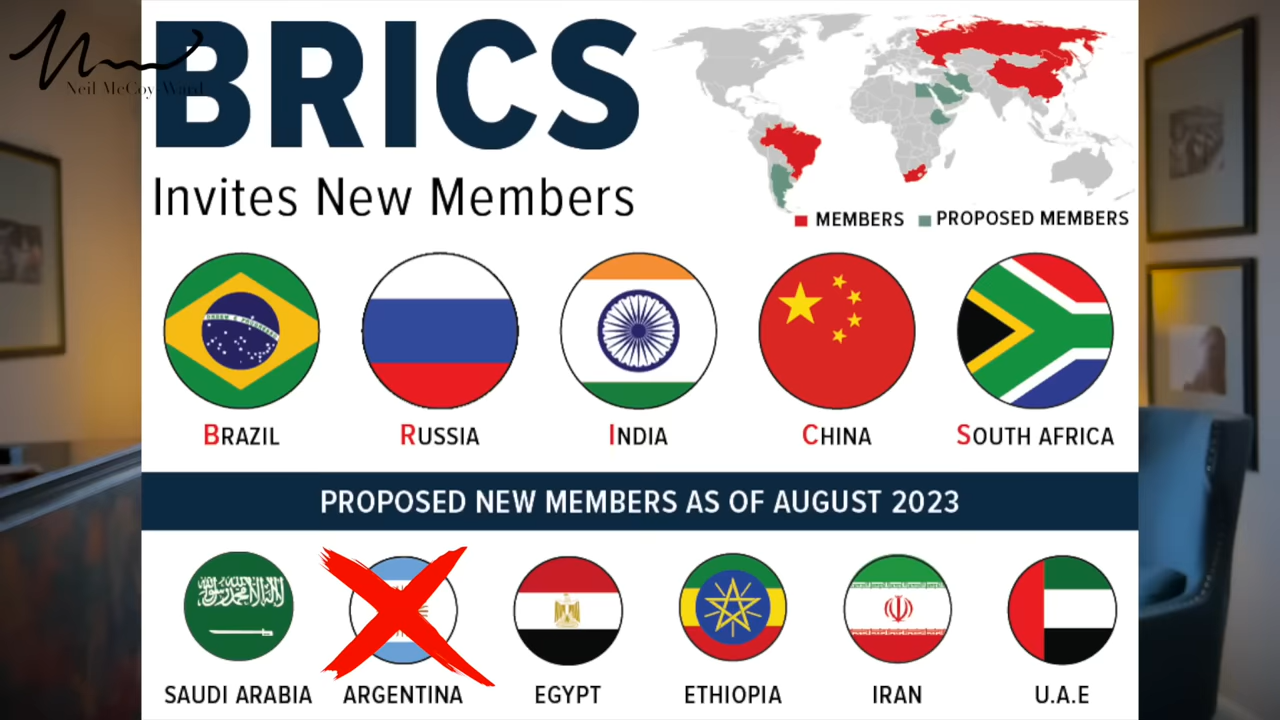 BRICS
Neil McCoy-Ward
Invites New Members
MEMBERS PROPOSED MEMBERS
BRAZIL RUSSIA INDIA CHINA SOUTH AFRICA
PROPOSED NEW MEMBERS AS OF AUGUST 2023
SAUDI ARABIA ARGENTINA EGYPT ETHIOPIA IRAN U.A.E